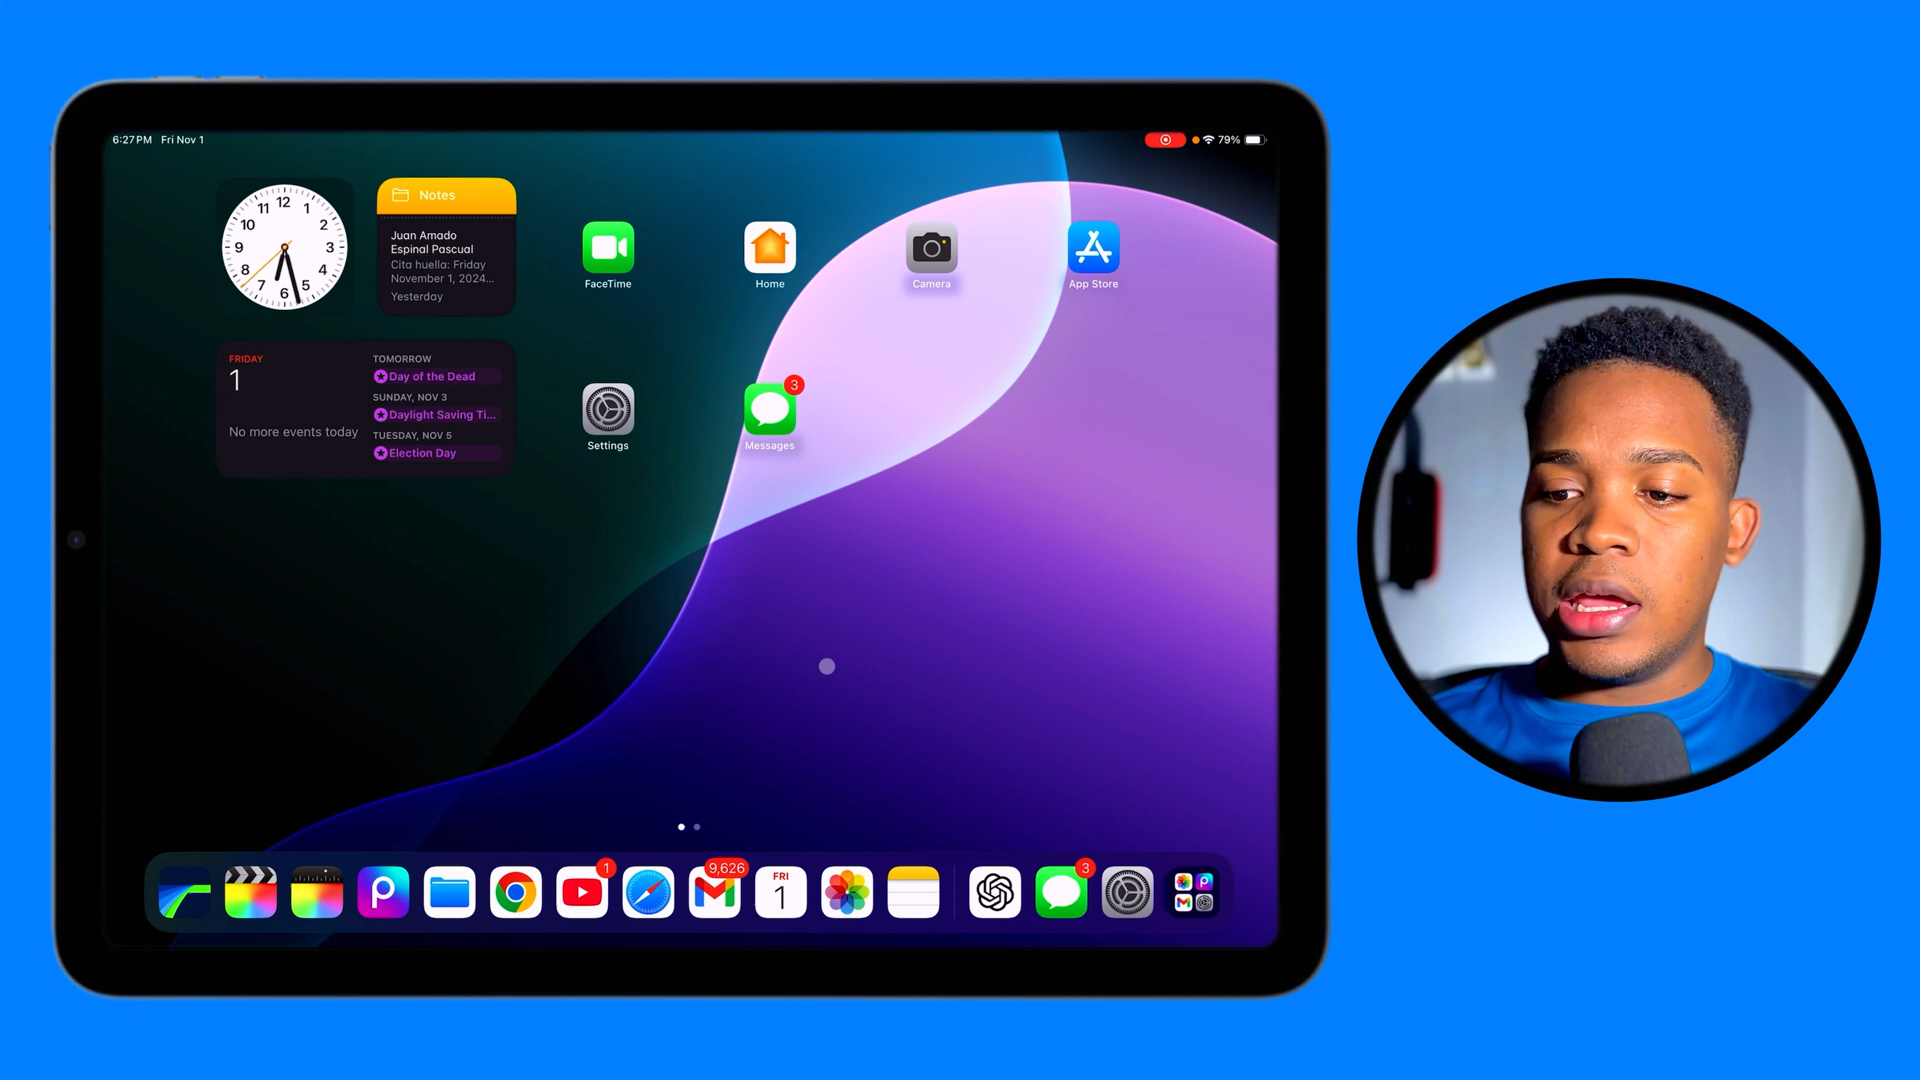 6:27PM Fri Nov 1
79%
12
11 1
10 2
9 3
8 4
7 5
6
Notes
Juan Amado
Espinal Pascual
Cita huella: Friday
November 1, 2024...
Yesterday
FaceTime
Home
Camera
App Store
FRIDAY
1
No more events today
TOMORROW
Day of the Dead
SUNDAY, NOV 3
Daylight Saving Ti...
TUESDAY, NOV 5
Election Day
Settings
3
Messages
1
9,626
FRI
1
3